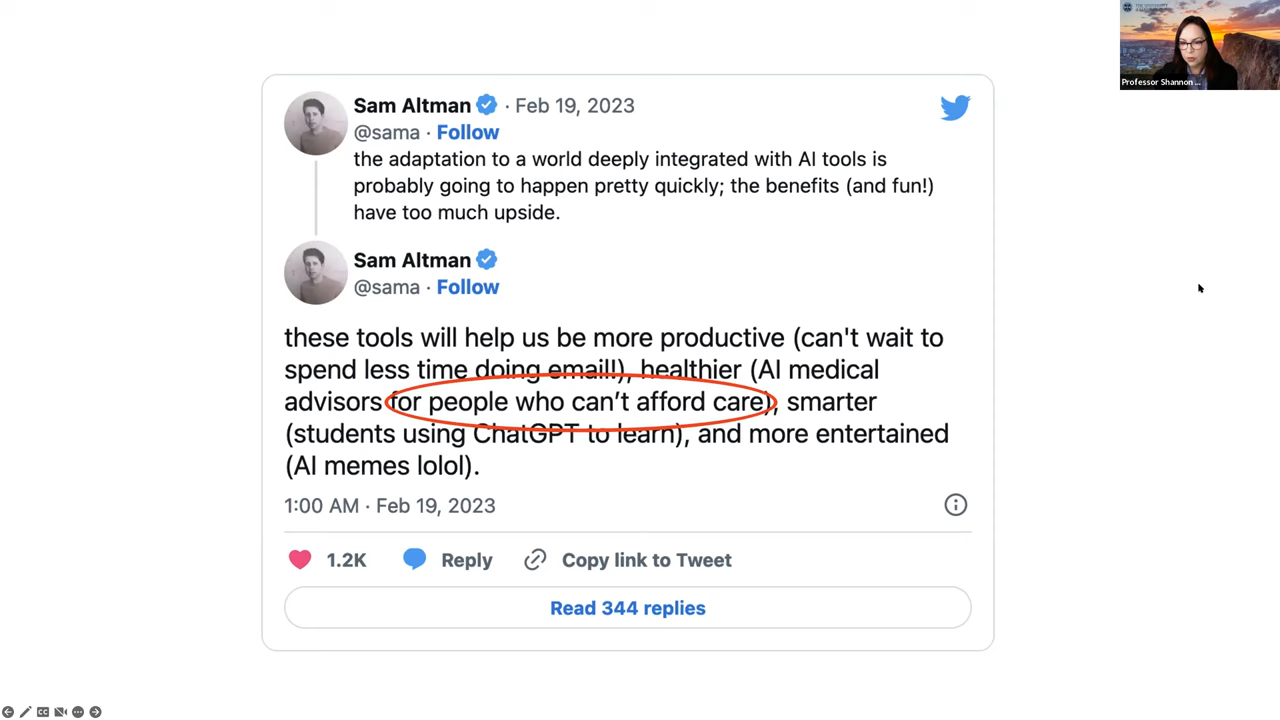 Sam Altman · Feb 19, 2023
@sama · Follow
the adaptation to a world deeply integrated with AI tools is
probably going to happen pretty quickly; the benefits (and fun!)
have too much upside.
Sam Altman
@sama · Follow
these tools will help us be more productive (can't wait to
spend less time doing email!), healthier (AI medical
advisors for people who can’t afford care), smarter
(students using ChatGPT to learn), and more entertained
(AI memes lolol).
1:00 AM · Feb 19, 2023
1.2K Reply Copy link to Tweet
Read 344 replies
Professor Shannon ...
CC